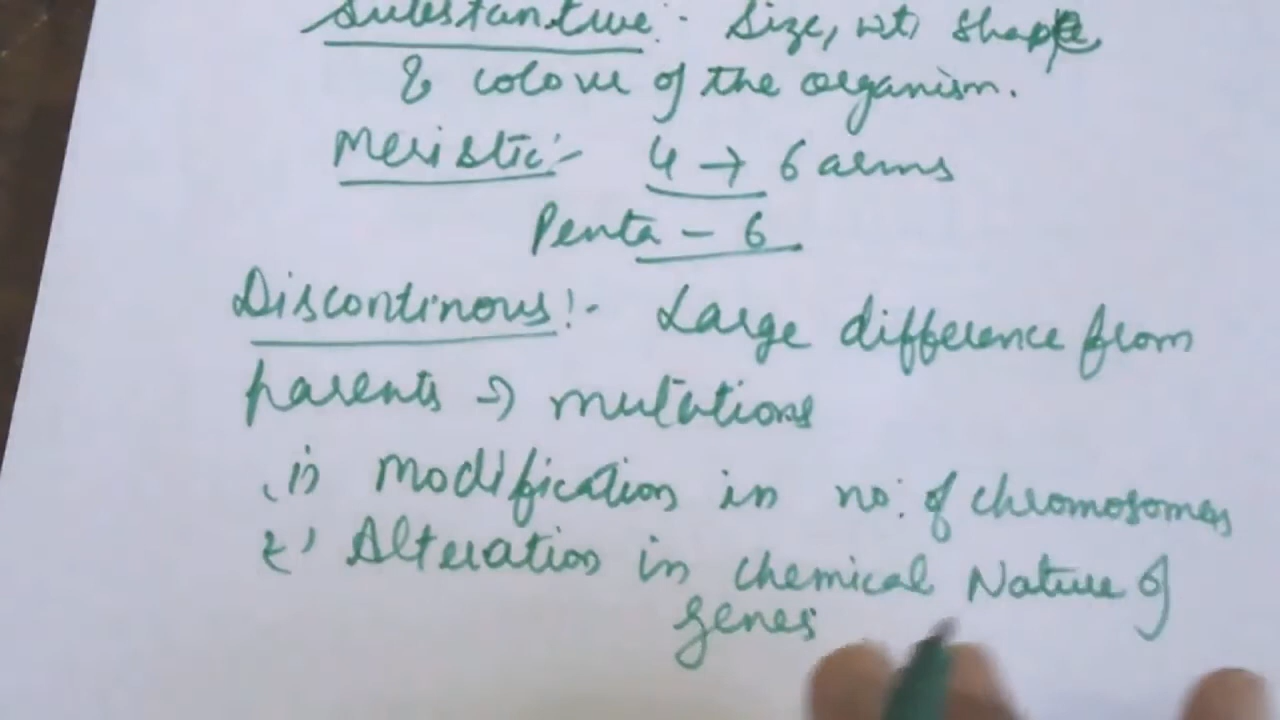 Substantive:- Size, wt, shape
& colour of the organism.
Meristic:- 4 → 6 arms
Penta - 6
Discontinous:- Large difference from
parents → mutations
1) Modification in no: of chromosomes
2) Alteration in chemical Nature of
genes